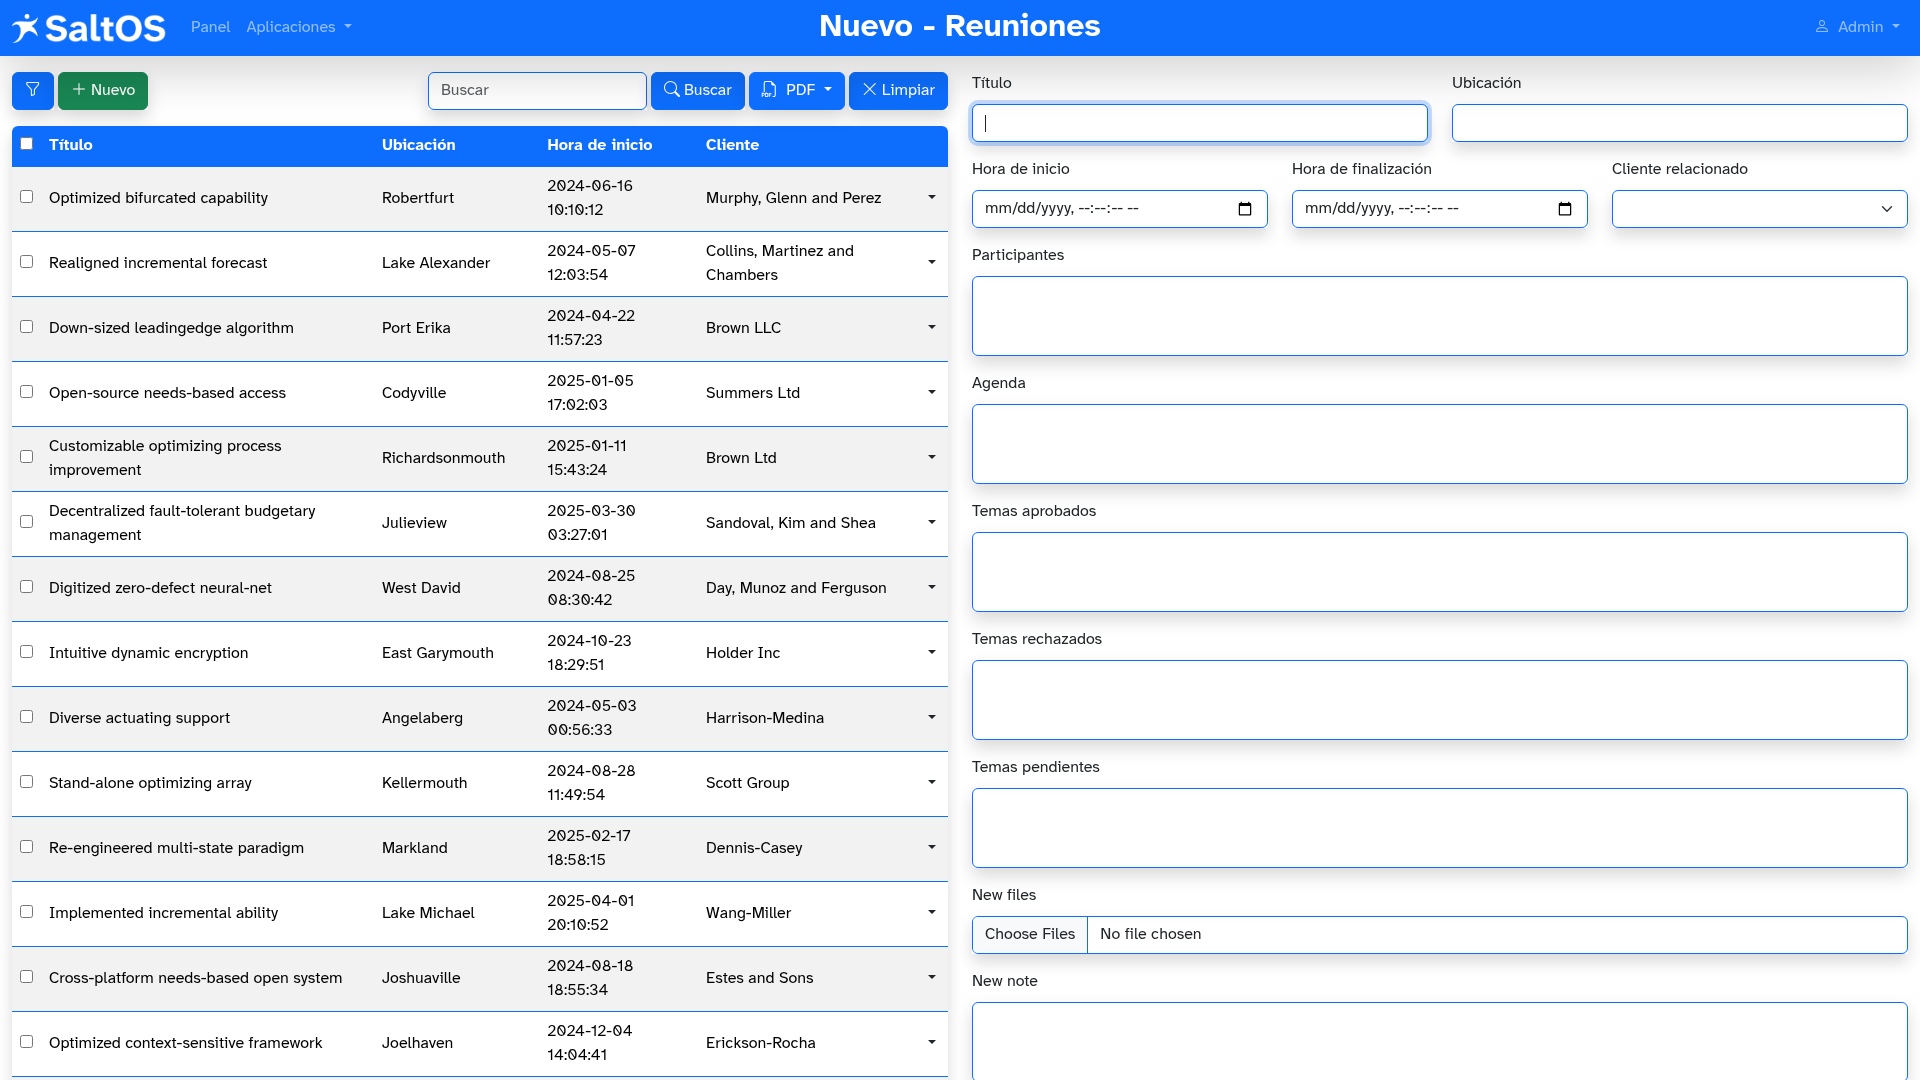 SaltOS Panel Aplicaciones Nuevo - Reuniones Admin
Nuevo Buscar Buscar PDF Limpiar
Título Ubicación Hora de inicio Cliente
Optimized bifurcated capability Robertfurt 2024-06-16 10:10:12 Murphy, Glenn and Perez
Realigned incremental forecast Lake Alexander 2024-05-07 12:03:54 Collins, Martinez and Chambers
Down-sized leadingedge algorithm Port Erika 2024-04-22 11:57:23 Brown LLC
Open-source needs-based access Codyville 2025-01-05 17:02:03 Summers Ltd
Customizable optimizing process improvement Richardsonmouth 2025-01-11 15:43:24 Brown Ltd
Decentralized fault-tolerant budgetary management Julieview 2025-03-30 03:27:01 Sandoval, Kim and Shea
Digitized zero-defect neural-net West David 2024-08-25 08:30:42 Day, Munoz and Ferguson
Intuitive dynamic encryption East Garymouth 2024-10-23 18:29:51 Holder Inc
Diverse actuating support Angelaberg 2024-05-03 00:56:33 Harrison-Medina
Stand-alone optimizing array Kellermouth 2024-08-28 11:49:54 Scott Group
Re-engineered multi-state paradigm Markland 2025-02-17 18:58:15 Dennis-Casey
Implemented incremental ability Lake Michael 2025-04-01 20:10:52 Wang-Miller
Cross-platform needs-based open system Joshuaville 2024-08-18 18:55:34 Estes and Sons
Optimized context-sensitive framework Joelhaven 2024-12-04 14:04:41 Erickson-Rocha
Título Ubicación
Hora de inicio Hora de finalización Cliente relacionado
mm/dd/yyyy, --:--:-- -- mm/dd/yyyy, --:--:-- --
Participantes
Agenda
Temas aprobados
Temas rechazados
Temas pendientes
New files
Choose Files No file chosen
New note